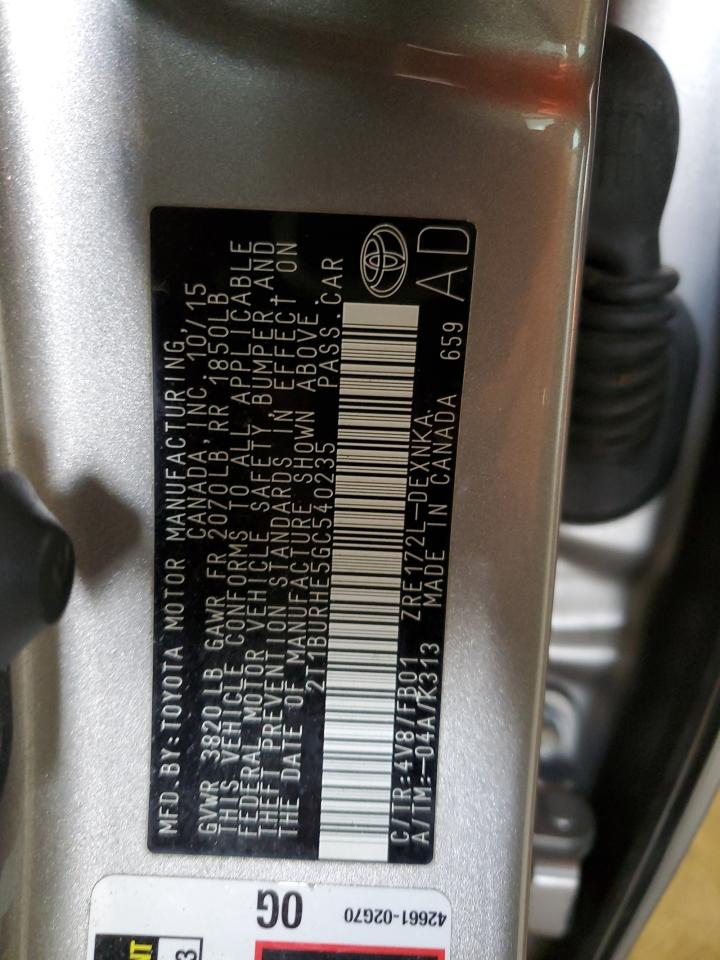 MFD. BY: TOYOTA MOTOR MANUFACTURING,
CANADA, INC. 10/15
GVWR 3820 LB GAWR FR 2070LB, RR 1850LB
THIS VEHICLE CONFORMS TO ALL APPLICABLE
FEDERAL MOTOR VEHICLE SAFETY, BUMPER, AND
THEFT PREVENTION STANDARDS IN EFFECT ON
THE DATE OF MANUFACTURE SHOWN ABOVE.
2T1BURHE5GC540235 PASS. CAR
C/TR: 4V8/FB01 ZRE172L-DEXNKA 659
A/TM: -04A/K313 MADE IN CANADA
AD
0G
42661-02G70
NT
3